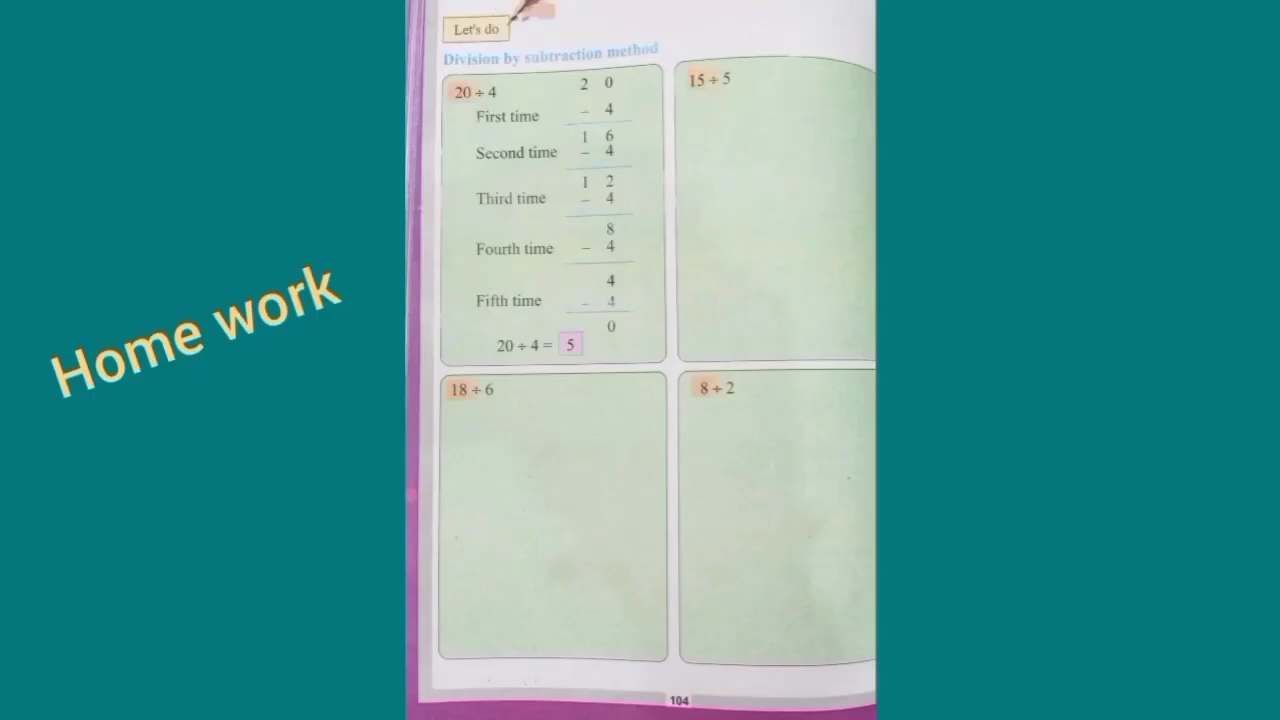 Home work
Let's do
Division by subtraction method
20 ÷ 4
2 0
First time - 4
1 6
Second time - 4
1 2
Third time - 4
8
Fourth time - 4
4
Fifth time - 4
0
20 ÷ 4 = 5
15 ÷ 5
18 ÷ 6
8 ÷ 2
104